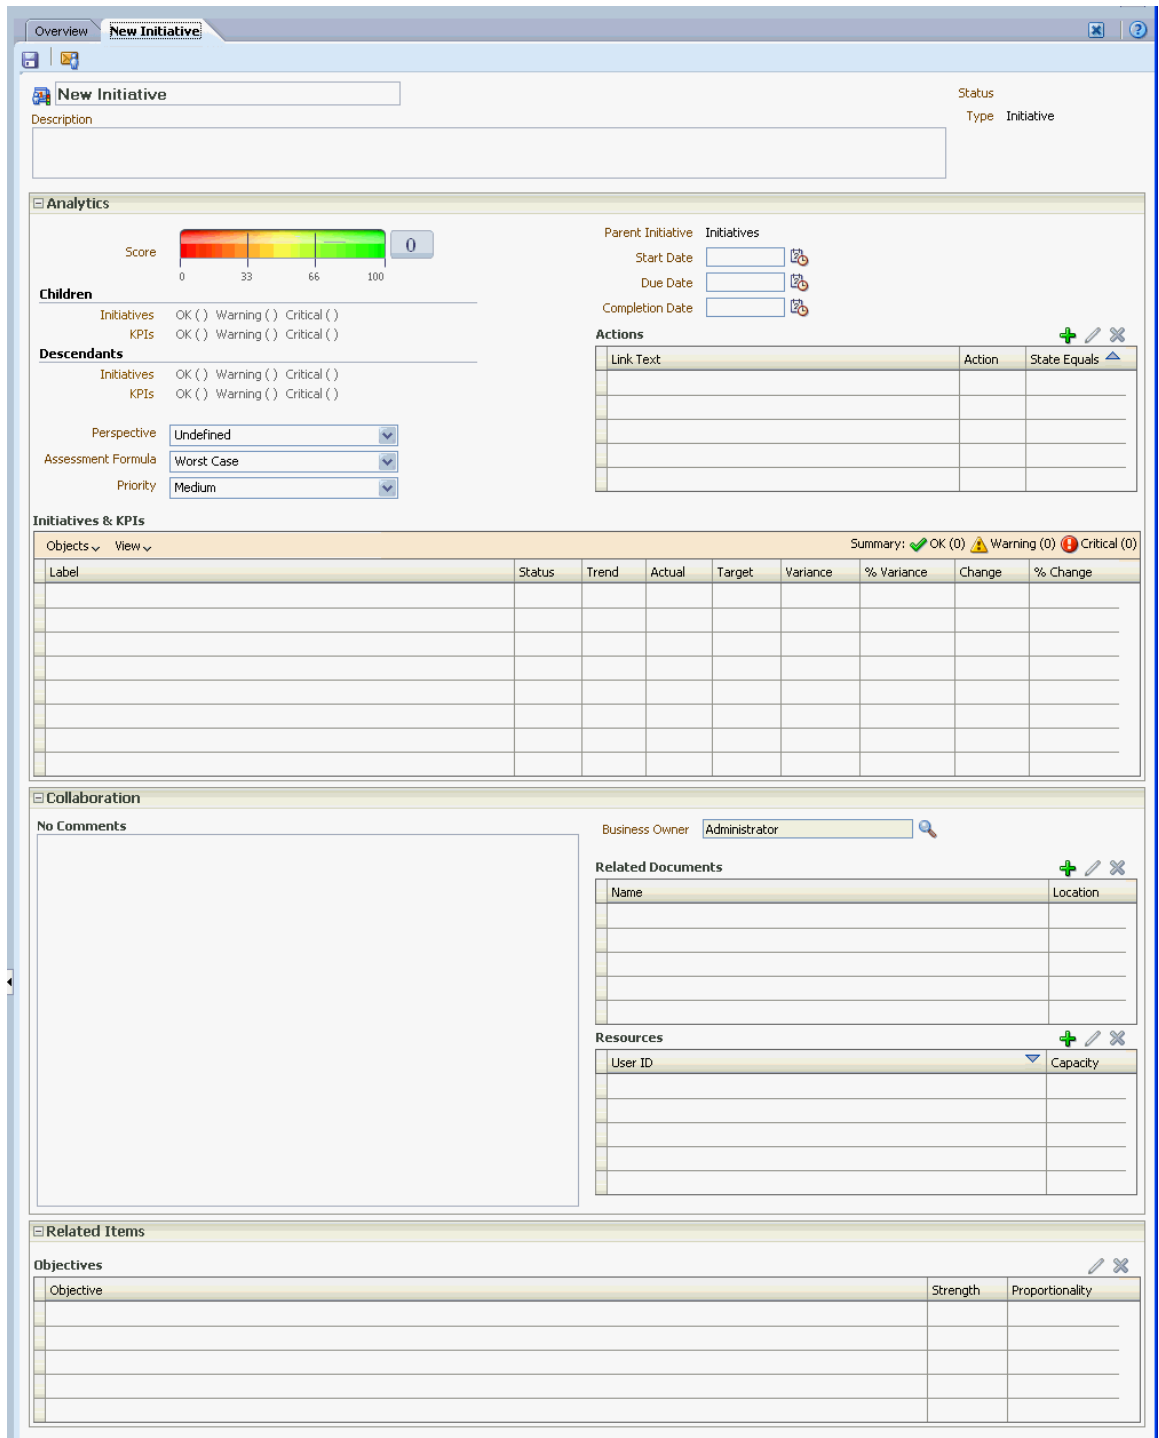 Overview New Initiative
New Initiative
Status
Description
Type Initiative
Analytics
Score 0
0 33 66 100
Parent Initiative Initiatives
Start Date
Due Date
Completion Date
Children
Initiatives OK ( ) Warning ( ) Critical ( )
KPIs OK ( ) Warning ( ) Critical ( )
Descendants
Initiatives OK ( ) Warning ( ) Critical ( )
KPIs OK ( ) Warning ( ) Critical ( )
Perspective Undefined
Assessment Formula Worst Case
Priority Medium
Actions
Link Text Action State Equals
Initiatives & KPIs
Objects View Summary: OK (0) Warning (0) Critical (0)
Label Status Trend Actual Target Variance % Variance Change % Change
Collaboration
No Comments
Business Owner Administrator
Related Documents
Name Location
Resources
User ID Capacity
Related Items
Objectives
Objective Strength Proportionality